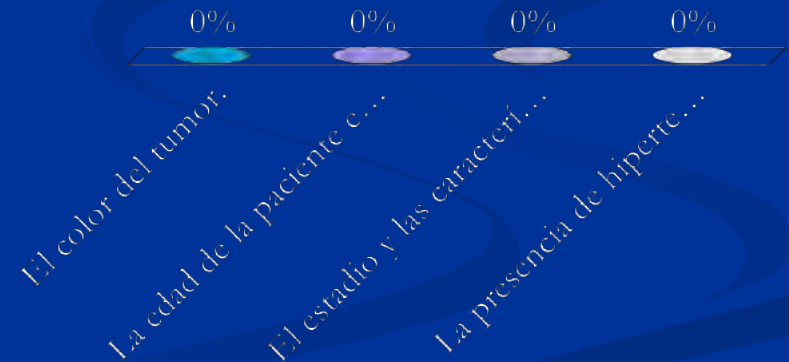 0% 0% 0% 0%
El color del tumor.
La edad de la paciente c...
El estadio y las caracterí...
La presencia de hiperte...